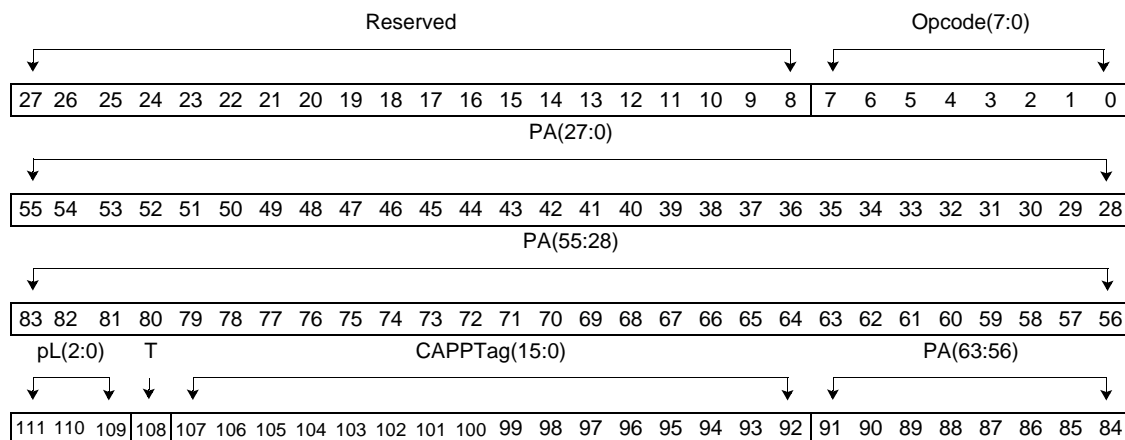 Reserved Opcode(7:0)
27 26 25 24 23 22 21 20 19 18 17 16 15 14 13 12 11 10 9 8 7 6 5 4 3 2 1 0
PA(27:0)
55 54 53 52 51 50 49 48 47 46 45 44 43 42 41 40 39 38 37 36 35 34 33 32 31 30 29 28
PA(55:28)
83 82 81 80 79 78 77 76 75 74 73 72 71 70 69 68 67 66 65 64 63 62 61 60 59 58 57 56
pL(2:0) T CAPPTag(15:0) PA(63:56)
111 110 109 108 107 106 105 104 103 102 101 100 99 98 97 96 95 94 93 92 91 90 89 88 87 86 85 84